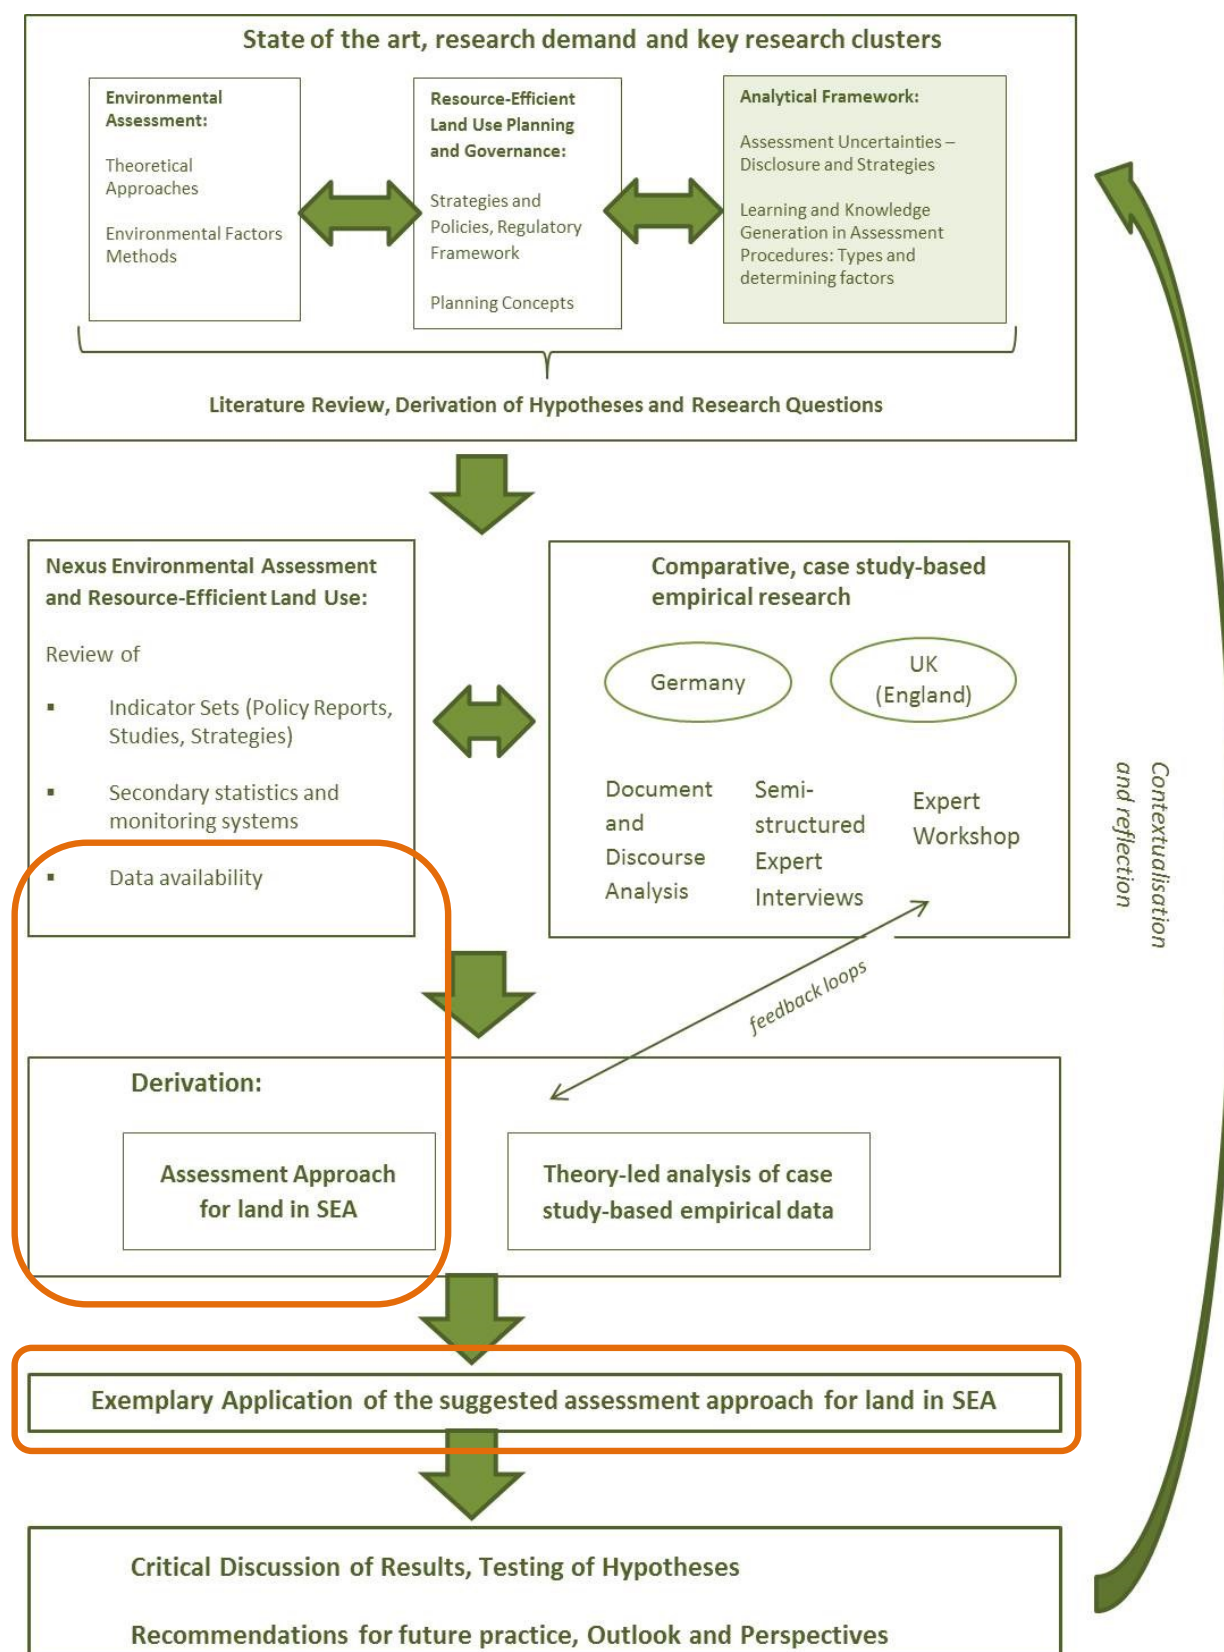 State of the art, research demand and key research clusters
Environmental
Assessment:
Theoretical
Approaches
Environmental Factors
Methods
Resource-Efficient
Land Use Planning
and Governance:
Strategies and
Policies, Regulatory
Framework
Planning Concepts
Analytical Framework:
Assessment Uncertainties –
Disclosure and Strategies
Learning and Knowledge
Generation in Assessment
Procedures: Types and
determining factors
Literature Review, Derivation of Hypotheses and Research Questions
Nexus Environmental Assessment
and Resource-Efficient Land Use:
Review of
▪ Indicator Sets (Policy Reports,
Studies, Strategies)
▪ Secondary statistics and
monitoring systems
▪ Data availability
Comparative, case study-based
empirical research
Germany
UK
(England)
Document
and
Discourse
Analysis
Semi-
structured
Expert
Interviews
Expert
Workshop
Contextualisation
and reflection
feedback loops
Derivation:
Assessment Approach
for land in SEA
Theory-led analysis of case
study-based empirical data
Exemplary Application of the suggested assessment approach for land in SEA
Critical Discussion of Results, Testing of Hypotheses
Recommendations for future practice, Outlook and Perspectives